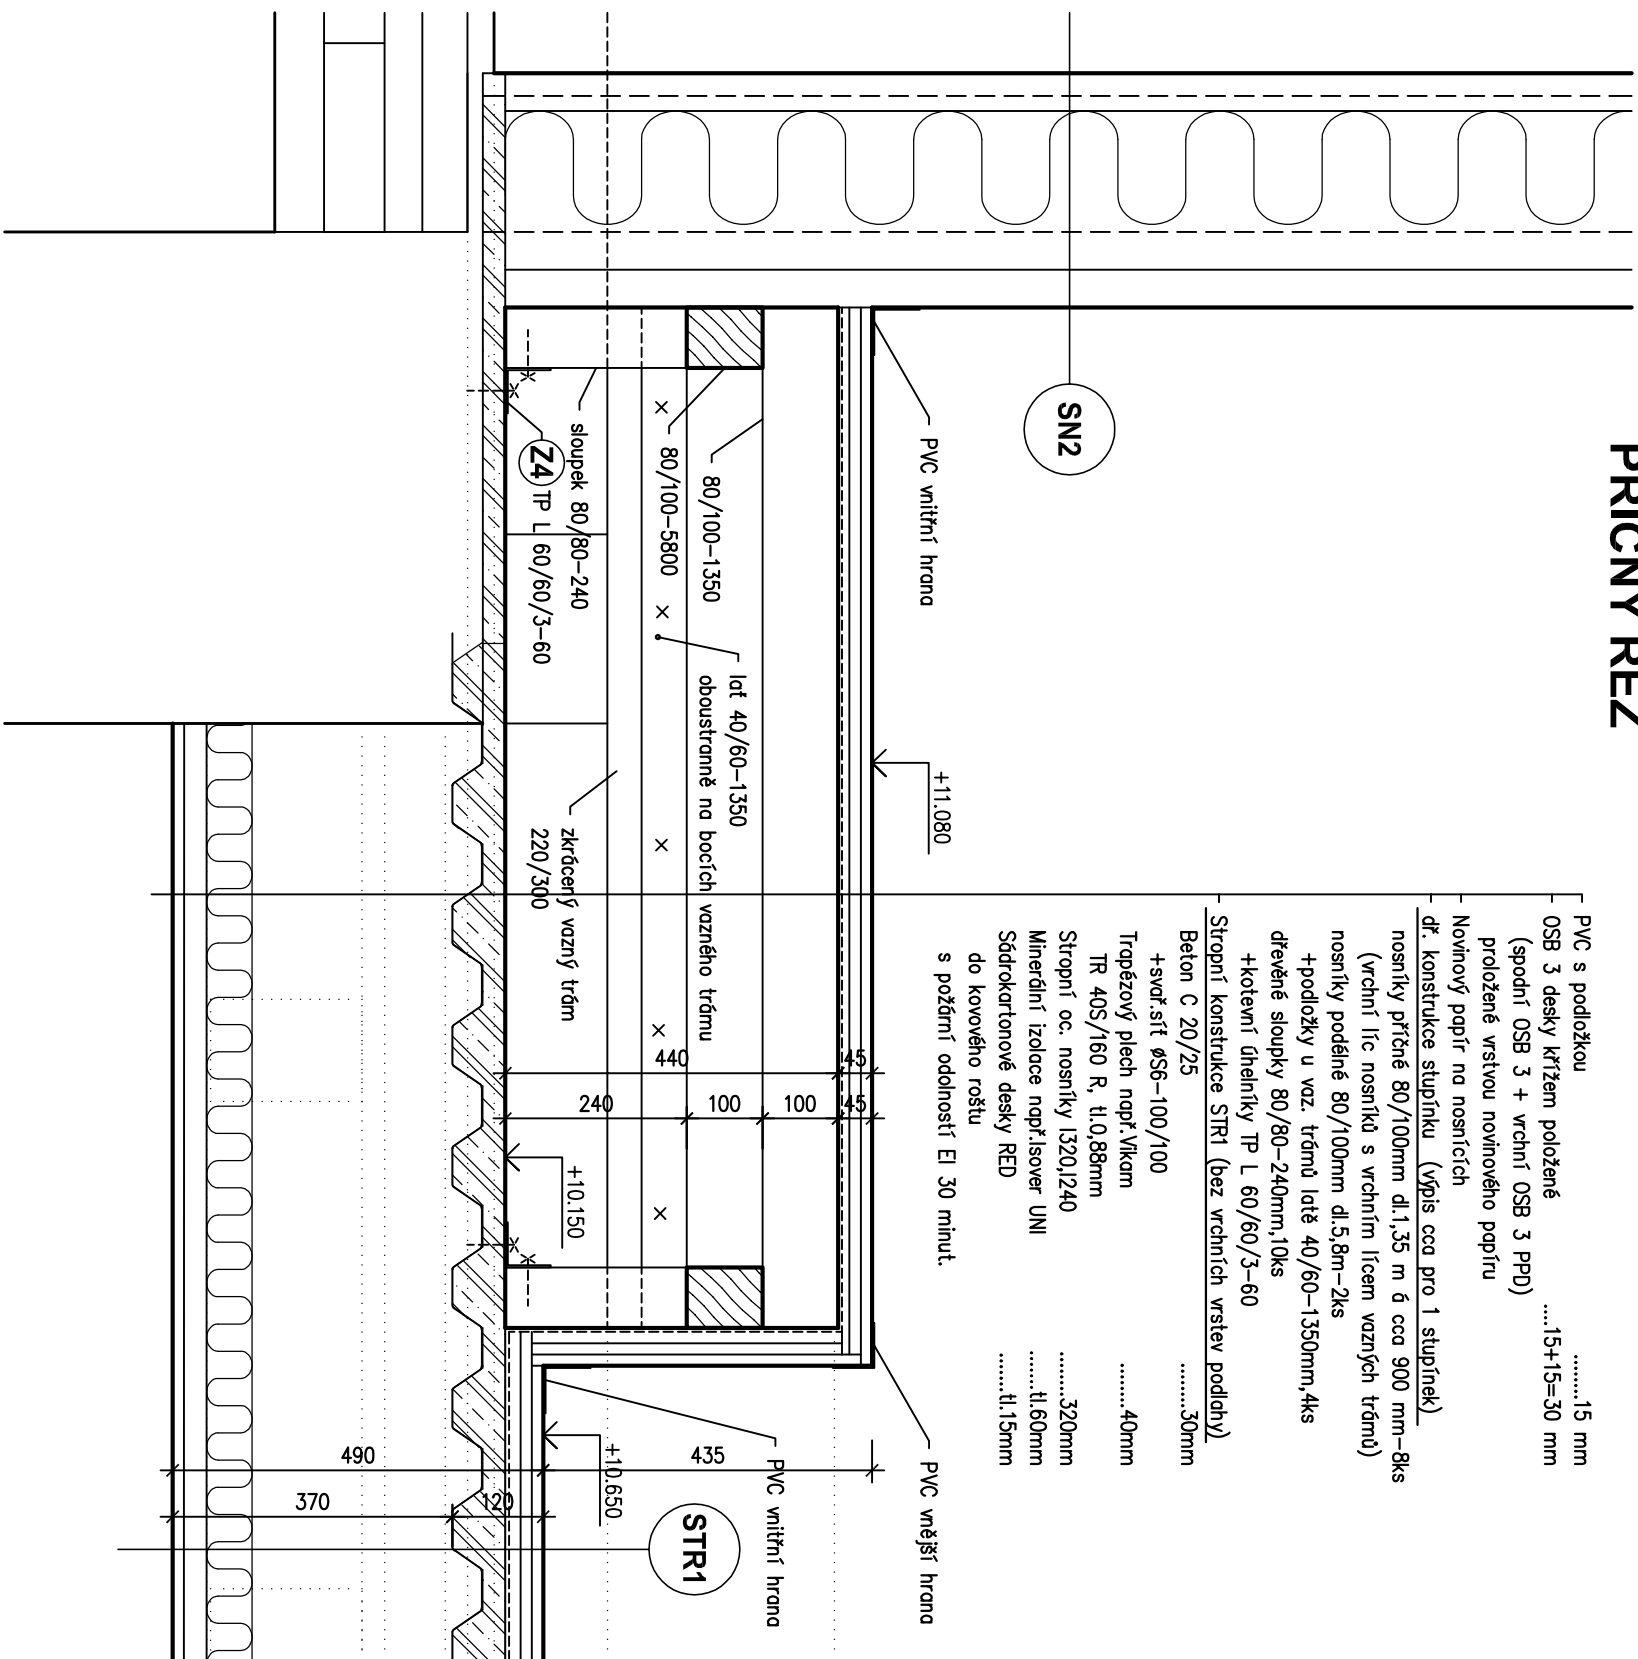 PŘÍČNÝ ŘEZ
PVC s podložkou ........15 mm
OSB 3 desky křížem položené ....15+15=30 mm
(spodní OSB 3 + vrchní OSB 3 PPD)
proložené vrstvou novinového papíru
Novinový papír na nosnících
dř. konstrukce stupínku (výpis cca pro 1 stupínek)
nosníky příčné 80/100mm dl.1,35 m á cca 900 mm-8ks
(vrchní líc nosníků s vrchním lícem vazných trámů)
nosníky podélné 80/100mm dl.5,8m-2ks
+podložky u vaz. trámů latě 40/60-1350mm,4ks
dřevěné sloupky 80/80-240mm,10ks
+kotevní úhelníky TP L 60/60/3-60
Stropní konstrukce STR1 (bez vrchních vrstev podlahy)
Beton C 20/25 ........30mm
+svař.síť øS6-100/100
Trapézový plech např.Vikam ........40mm
TR 40S/160 R, tl.0,88mm
Stropní oc. nosníky I320,I240 ........320mm
Minerální izolace např.Isover UNI .......tl.60mm
Sádrokartonové desky RED .......tl.15mm
do kovového roštu
s požární odolností EI 30 minut.
SN2
PVC vnitřní hrana
+11.080
PVC vnější hrana
80/100-1350
80/100-5800
lať 40/60-1350
oboustranně na bocích vazného trámu
sloupek 80/80-240
Z4 TP L 60/60/3-60
zkrácený vazný trám
220/300
440
45
240
100
100
45
+10.150
+10.650
PVC vnitřní hrana
STR1
435
490
370
120